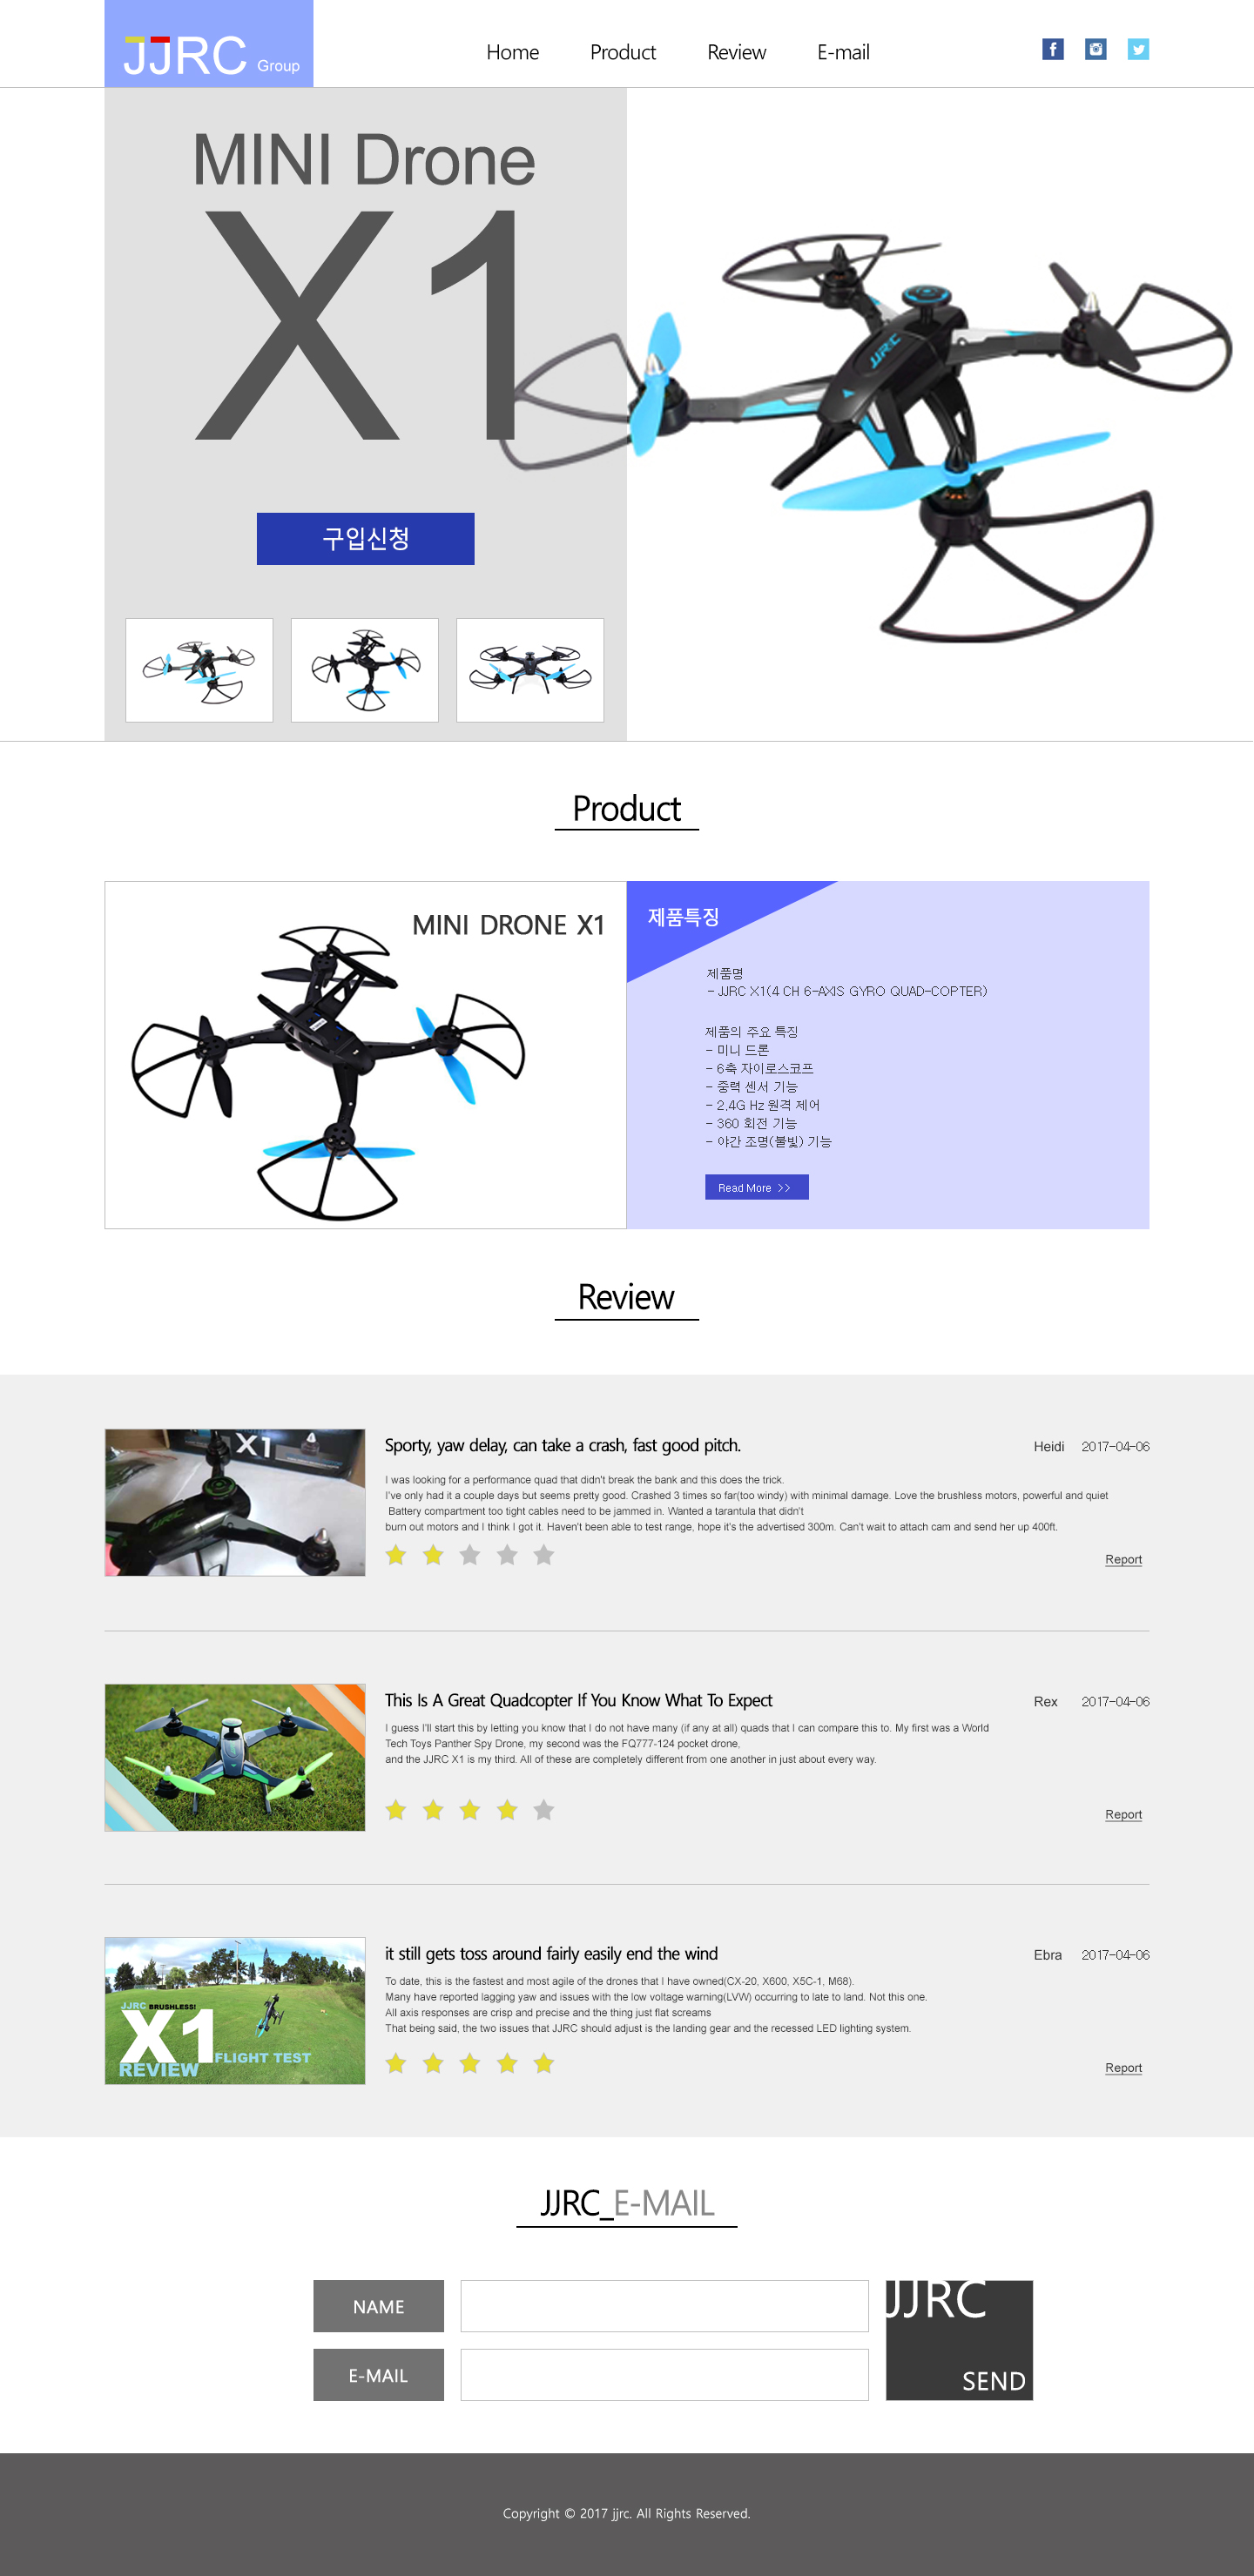 JJRC Group
Home Product Review E-mail
MINI Drone
X1
JJRC
구입신청
Product
MINI DRONE X1
제품특징
제품명
- JJRC X1(4 CH 6-AXIS GYRO QUAD-COPTER)
제품의 주요 특징
- 미니 드론
- 6축 자이로스코프
- 중력 센서 기능
- 2.4G Hz 원격 제어
- 360 회전 기능
- 야간 조명(불빛) 기능
Read More >>
Review
X1
JJRC
Sporty, yaw delay, can take a crash, fast good pitch.
Heidi 2017-04-06
I was looking for a performance quad that didn't break the bank and this does the trick.
I've only had it a couple days but seems pretty good. Crashed 3 times so far(too windy) with minimal damage. Love the brushless motors, powerful and quiet
Battery compartment too tight cables need to be jammed in. Wanted a tarantula that didn't
burn out motors and I think I got it. Haven't been able to test range, hope it's the advertised 300m. Can't wait to attach cam and send her up 400ft.
Report
This Is A Great Quadcopter If You Know What To Expect
Rex 2017-04-06
I guess I'll start this by letting you know that I do not have many (if any at all) quads that I can compare this to. My first was a World
Tech Toys Panther Spy Drone, my second was the FQ777-124 pocket drone,
and the JJRC X1 is my third. All of these are completely different from one another in just about every way.
Report
JJRC BRUSHLESS!
X1
REVIEW FLIGHT TEST
it still gets toss around fairly easily end the wind
Ebra 2017-04-06
To date, this is the fastest and most agile of the drones that I have owned(CX-20, X600, X5C-1, M68).
Many have reported lagging yaw and issues with the low voltage warning(LVW) occurring to late to land. Not this one.
All axis responses are crisp and precise and the thing just flat screams
That being said, the two issues that JJRC should adjust is the landing gear and the recessed LED lighting system.
Report
JJRC_E-MAIL
NAME
E-MAIL
JJRC
SEND
Copyright © 2017 jjrc. All Rights Reserved.